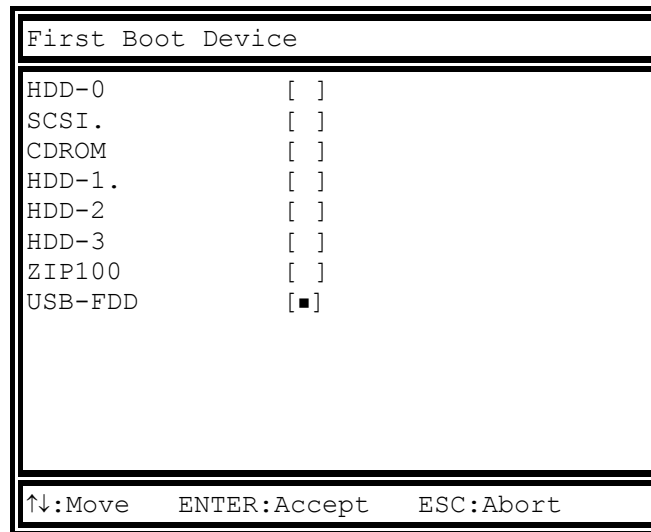 First Boot Device
HDD-0 [ ]
SCSI. [ ]
CDROM [ ]
HDD-1. [ ]
HDD-2 [ ]
HDD-3 [ ]
ZIP100 [ ]
USB-FDD [■]
↑↓:Move ENTER:Accept ESC:Abort